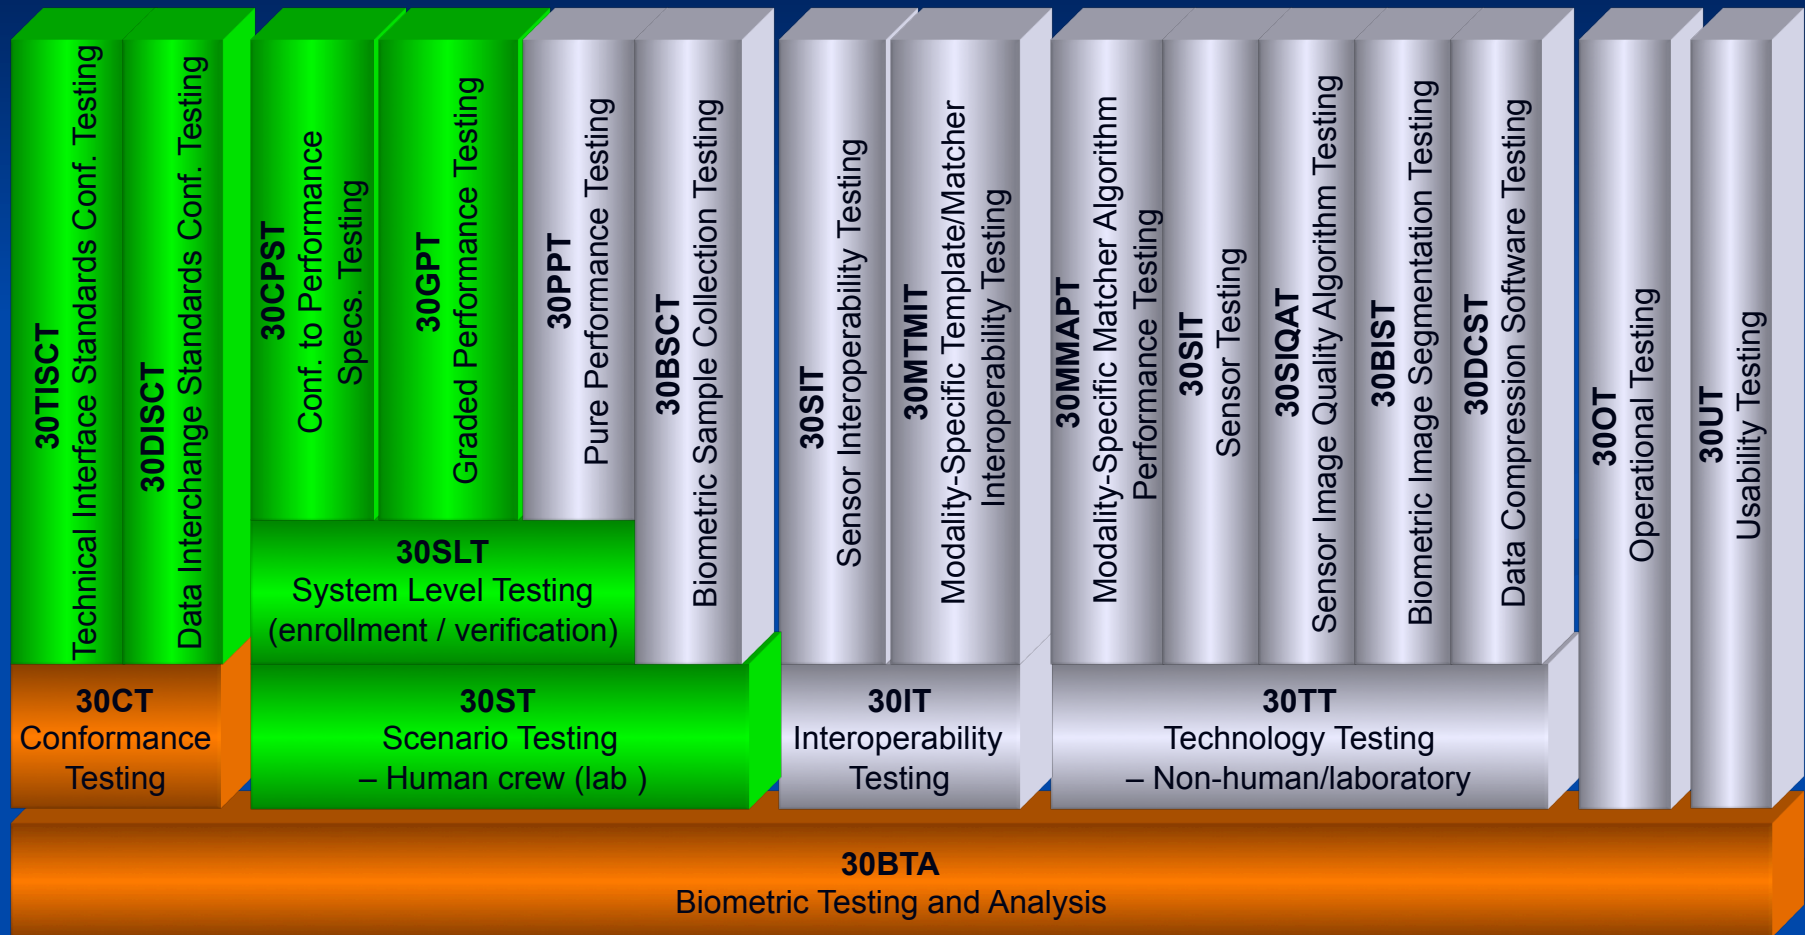 30TISCT
Technical Interface Standards Conf. Testing
30DISCT
Data Interchange Standards Conf. Testing
30CPST
Conf. to Performance
Specs. Testing
30GPT
Graded Performance Testing
30PPT
Pure Performance Testing
30BSCT
Biometric Sample Collection Testing
30SIT
Sensor Interoperability Testing
30MTMIT
Modality-Specific Template/Matcher
Interoperability Testing
30MMAPT
Modality-Specific Matcher Algorithm
Performance Testing
30SIT
Sensor Testing
30SIQAT
Sensor Image Quality Algorithm Testing
30BIST
Biometric Image Segmentation Testing
30DCST
Data Compression Software Testing
30OT
Operational Testing
30UT
Usability Testing
30SLT
System Level Testing
(enrollment / verification)
30CT
Conformance
Testing
30ST
Scenario Testing
– Human crew (lab )
30IT
Interoperability
Testing
30TT
Technology Testing
– Non-human/laboratory
30BTA
Biometric Testing and Analysis